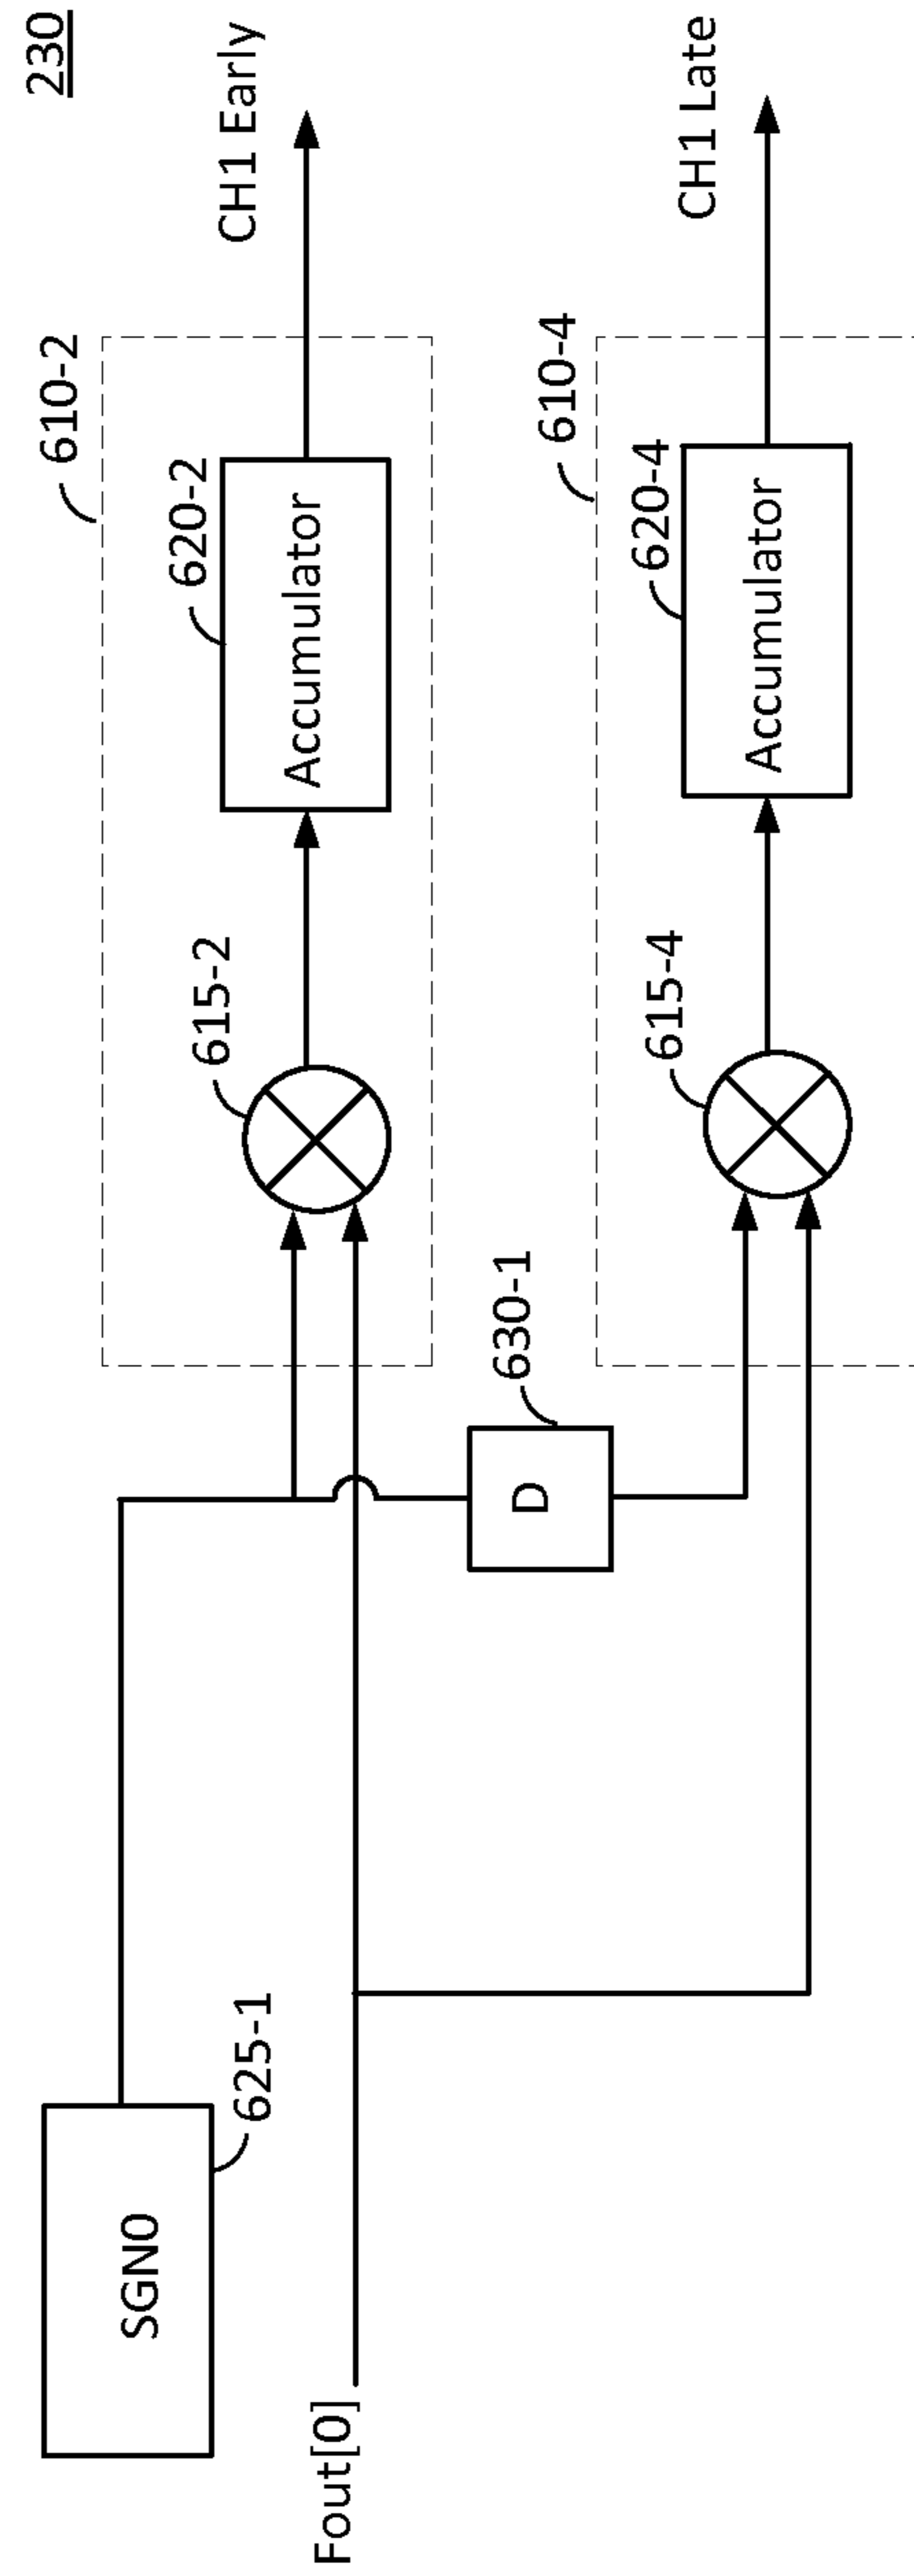 230
610-2
CH1 Early
620-2
Accumulator
615-2
SGN0
625-1
Fout[0]
630-1
D
610-4
CH1 Late
620-4
Accumulator
615-4